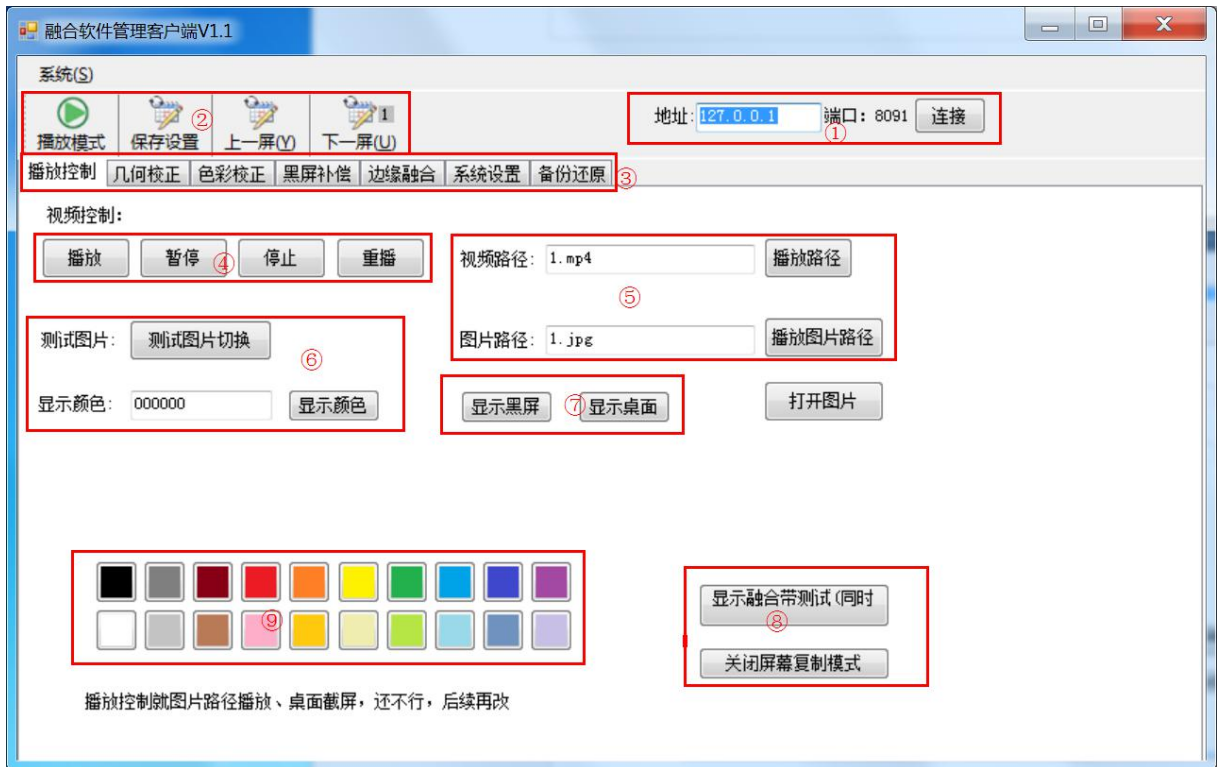 融合软件管理客户端V1.1
系统(S)
播放模式 保存设置 ② 上一屏(Y) 1 下一屏(U)
地址: 127.0.0.1 端口: 8091 连接 ①
播放控制 几何校正 色彩校正 黑屏补偿 边缘融合 系统设置 备份还原 ③
视频控制:
播放 暂停 ④ 停止 重播
视频路径: 1.mp4 播放路径
⑤
测试图片: 测试图片切换 ⑥
图片路径: 1.jpg 播放图片路径
显示颜色: 000000 显示颜色
显示黑屏 ⑦ 显示桌面
打开图片
⑨
显示融合带测试(同时
⑧
关闭屏幕复制模式
播放控制就图片路径播放、桌面截屏，还不行，后续再改